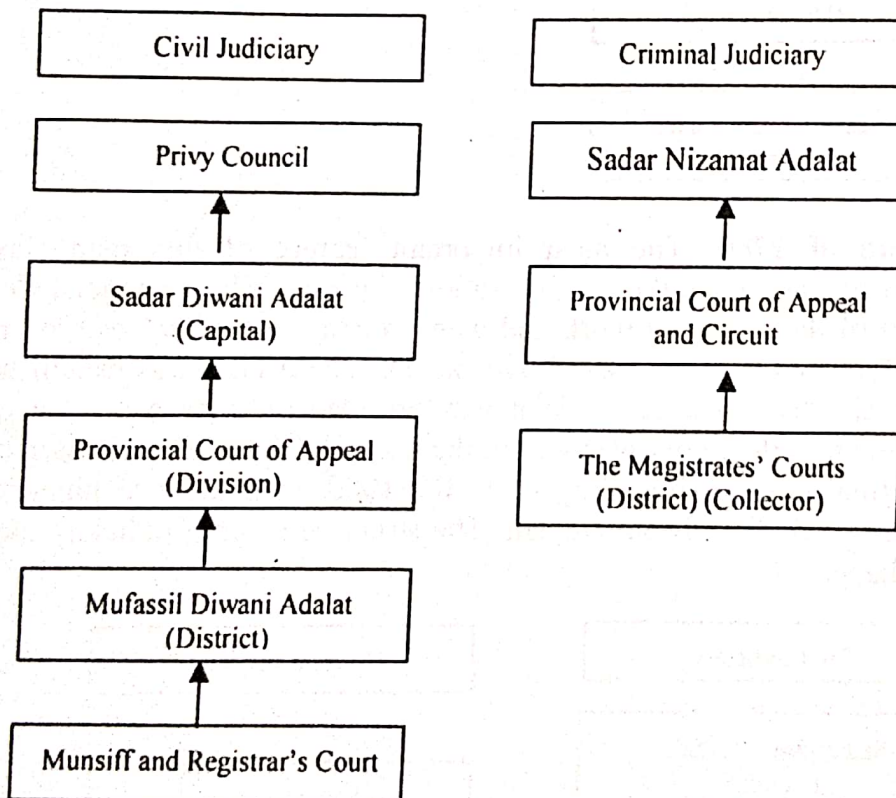 Civil Judiciary
Privy Council
Sadar Diwani Adalat
(Capital)
Provincial Court of Appeal
(Division)
Mufassil Diwani Adalat
(District)
Munsiff and Registrar's Court
Criminal Judiciary
Sadar Nizamat Adalat
Provincial Court of Appeal
and Circuit
The Magistrates' Courts
(District) (Collector)